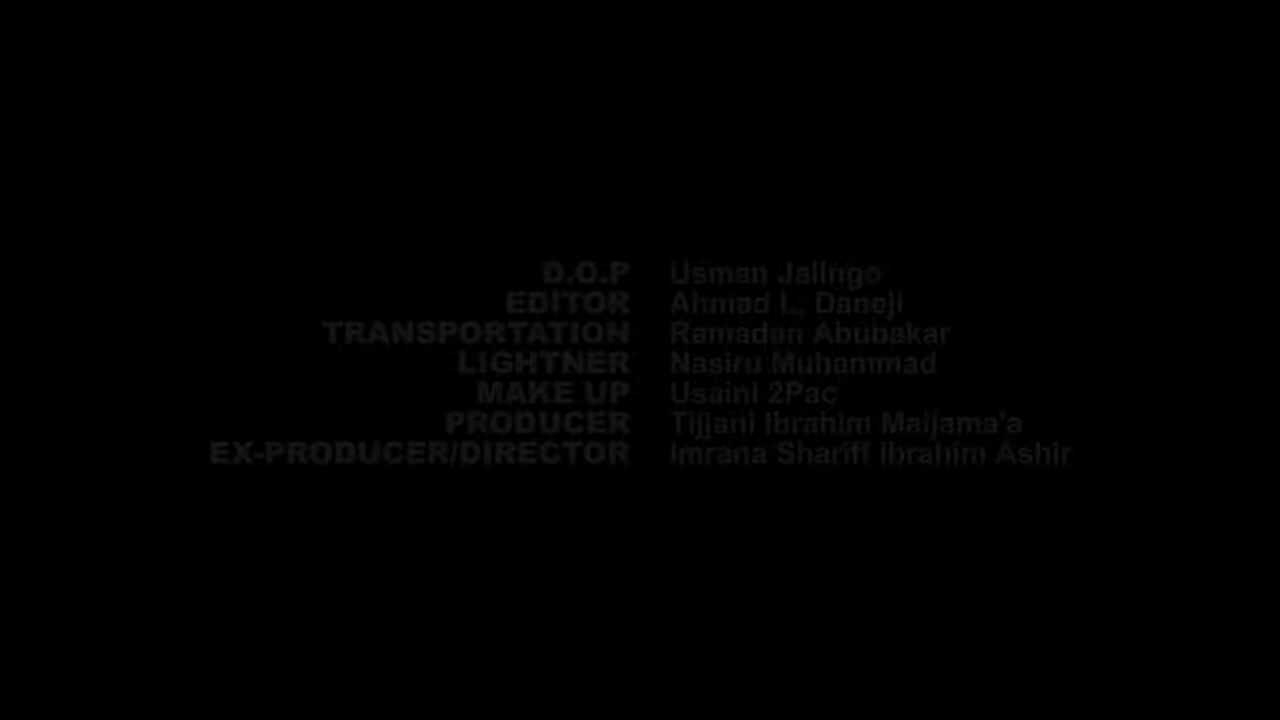 D.O.P Usman Jalingo
EDITOR Ahmad L. Daneji
TRANSPORTATION Ramadan Abubakar
LIGHTNER Nasiru Muhammad
MAKE UP Usaini 2Pac
PRODUCER Tijjani Ibrahim Maijama'a
EX-PRODUCER/DIRECTOR Imrana Shariff Ibrahim Ashir